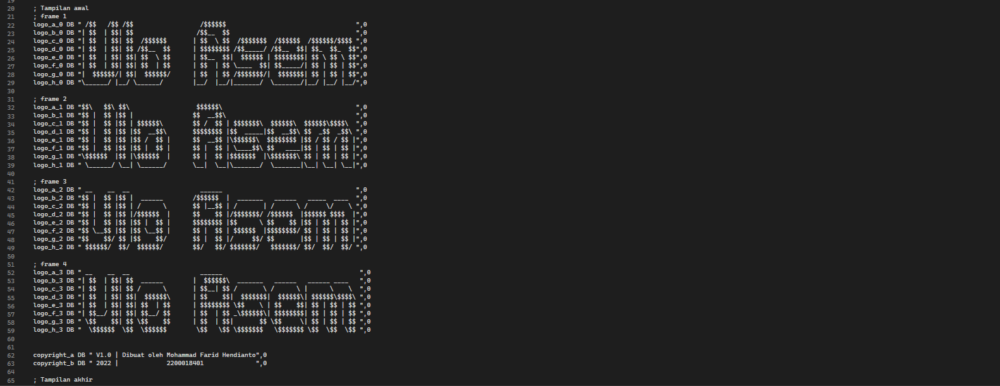 19
20 ; Tampilan awal
21 ; frame 1
22 logo_a_0 DB " /$$   /$$ /$$                  /$$$$$$                                   ",0
23 logo_b_0 DB "| $$  | $$| $$                 /$$__  $$                                  ",0
24 logo_c_0 DB "| $$  | $$| $$  /$$$$$$       | $$  \ $$  /$$$$$$$  /$$$$$$  /$$$$$$/$$$$ ",0
25 logo_d_0 DB "| $$  | $$| $$ /$$__  $$      | $$$$$$$$ /$$_____/ /$$__  $$| $$_  $$_  $$",0
26 logo_e_0 DB "| $$  | $$| $$| $$  \ $$      | $$__  $$|  $$$$$$ | $$$$$$$$| $$ \ $$ \ $$",0
27 logo_f_0 DB "| $$  | $$| $$| $$  | $$      | $$  | $$ \____  $$| $$_____/| $$ | $$ | $$",0
28 logo_g_0 DB "|  $$$$$$/| $$|  $$$$$$/      | $$  | $$ /$$$$$$$/|  $$$$$$$| $$ | $$ | $$",0
29 logo_h_0 DB "\______/ |__/ \______/        |__/  |__/|_______/  \_______/|__/ |__/ |__/",0
30
31 ; frame 2
32 logo_a_1 DB "$$\   $$\ $$\                  $$$$$$\                                    ",0
33 logo_b_1 DB "$$ |  $$ |$$ |                $$  __$$\                                   ",0
34 logo_c_1 DB "$$ |  $$ |$$ | $$$$$$\        $$ /  $$ | $$$$$$$\  $$$$$$\  $$$$$$\$$$$\  ",0
35 logo_d_1 DB "$$ |  $$ |$$ |$$  __$$\       $$$$$$$$ |$$  _____|$$  __$$\ $$  _$$  _$$\ ",0
36 logo_e_1 DB "$$ |  $$ |$$ |$$ /  $$ |      $$  __$$ |\$$$$$$\  $$$$$$$$ |$$ / $$ / $$ |",0
37 logo_f_1 DB "$$ |  $$ |$$ |$$ |  $$ |      $$ |  $$ | \____$$\ $$   ____|$$ | $$ | $$ |",0
38 logo_g_1 DB "\$$$$$$  |$$ |\$$$$$$  |      $$ |  $$ |$$$$$$$  |\$$$$$$$\ $$ | $$ | $$ |",0
39 logo_h_1 DB " \______/ \__| \______/       \__|  \__|\_______/  \_______|\__| \__| \__|",0
40
41 ; frame 3
42 logo_a_2 DB " __    __  __                   ______                                    ",0
43 logo_b_2 DB "$$ |  $$ |$$ |  ______        /$$$$$$  |  _______   ______   _____  ____  ",0
44 logo_c_2 DB "$$ |  $$ |$$ | /      \       $$ |__$$ | /       | /      \ /     \/    \ ",0
45 logo_d_2 DB "$$ |  $$ |$$ |/$$$$$$  |      $$    $$ |/$$$$$$$/ /$$$$$$  |$$$$$$ $$$$  |",0
46 logo_e_2 DB "$$ |  $$ |$$ |$$ |  $$ |      $$$$$$$$ |$$      \ $$    $$ |$$ | $$ | $$ |",0
47 logo_f_2 DB "$$ \__$$ |$$ |$$ \__$$ |      $$ |  $$ | $$$$$$  |$$$$$$$$/ $$ | $$ | $$ |",0
48 logo_g_2 DB "$$    $$/ $$ |$$    $$/       $$ |  $$ |/     $$/ $$       |$$ | $$ | $$ |",0
49 logo_h_2 DB " $$$$$$/  $$/  $$$$$$/        $$/   $$/ $$$$$$$/   $$$$$$$/ $$/  $$/  $$/ ",0
50
51 ; frame 4
52 logo_a_3 DB " __    __  __                   ______                                     ",0
53 logo_b_3 DB "| $$  | $$| $$  ______        |  $$$$$$\  _______   ______   ______ ____   ",0
54 logo_c_3 DB "| $$  | $$| $$ /      \       | $$__| $$ /       \ /      \ |      \    \  ",0
55 logo_d_3 DB "| $$  | $$| $$|  $$$$$$\      | $$    $$|  $$$$$$$|  $$$$$$\| $$$$$$\$$$$\ ",0
56 logo_e_3 DB "| $$  | $$| $$| $$  | $$      | $$$$$$$$ \$$    \ | $$    $$| $$ | $$ | $$ ",0
57 logo_f_3 DB "| $$__/ $$| $$| $$__/ $$      | $$  | $$ _\$$$$$$\| $$$$$$$$| $$ | $$ | $$ ",0
58 logo_g_3 DB " \$$    $$| $$ \$$    $$      | $$  | $$|       $$ \$$     \| $$ | $$ | $$ ",0
59 logo_h_3 DB "  \$$$$$$  \$$  \$$$$$$        \$$   \$$ \$$$$$$$   \$$$$$$$ \$$  \$$  \$$ ",0
60
61
62 copyright_a DB " V1.0 | Dibuat oleh Mohammad Farid Hendianto",0
63 copyright_b DB " 2022 |             2200018401              ",0
64
65 ; Tampilan akhir